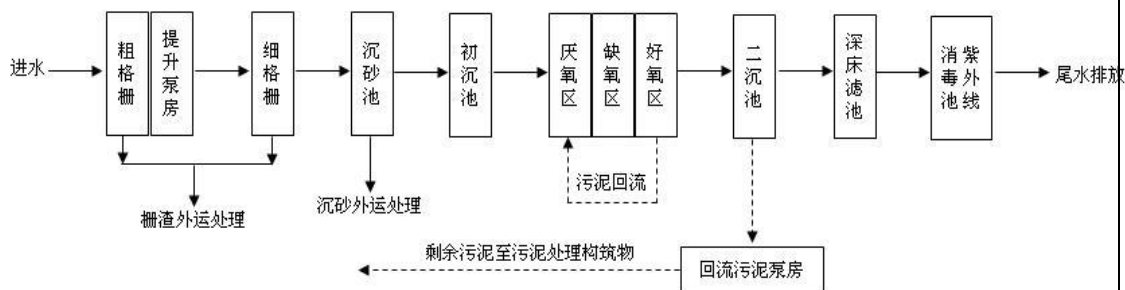 进水
粗格栅
提升泵房
细格栅
沉砂池
初沉池
厌氧区
缺氧区
好氧区
二沉池
深床滤池
紫外线
消毒池
尾水排放
污泥回流
栅渣外运处理
沉砂外运处理
剩余污泥至污泥处理构筑物
回流污泥泵房